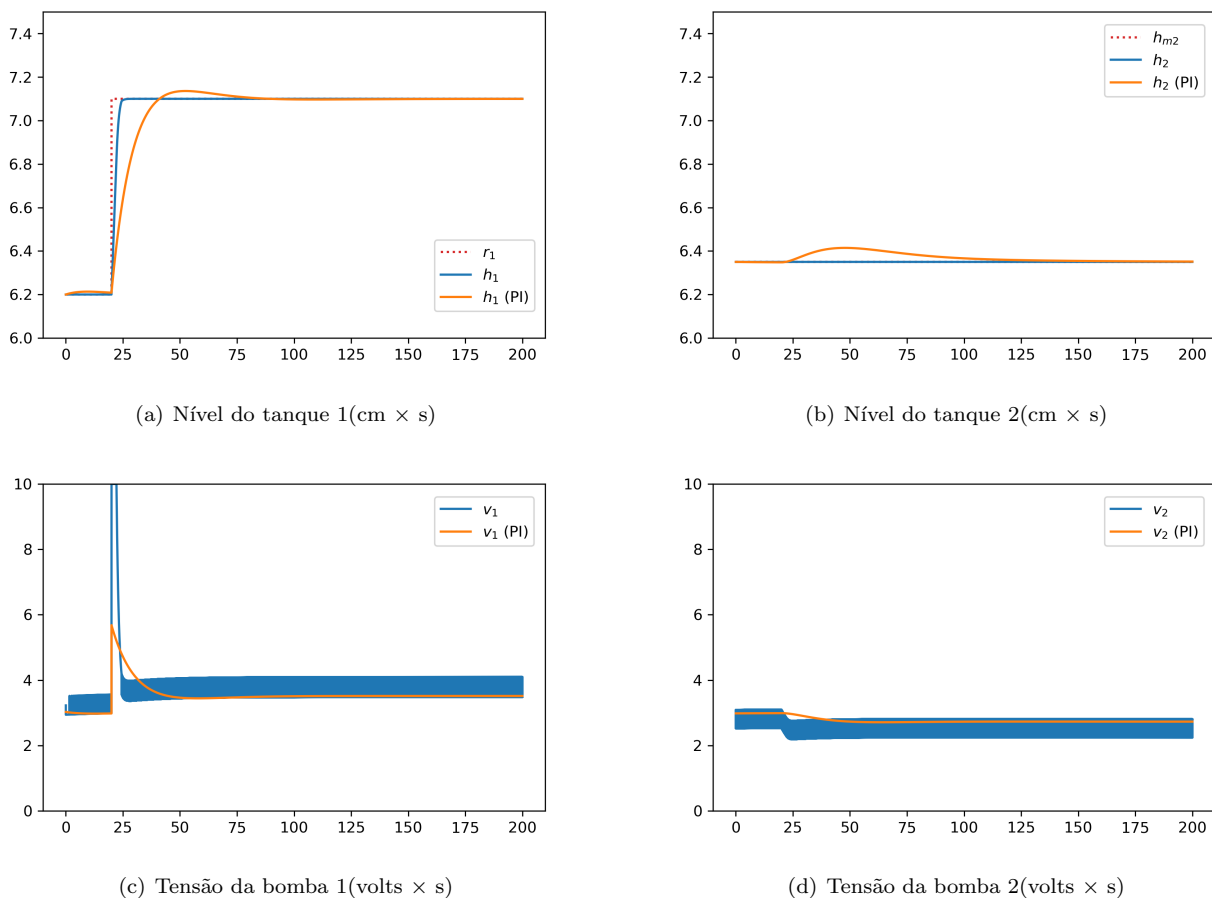 7.4
7.2
7.0
6.8
6.6
6.4
6.2
6.0
r1
h1
h1 (PI)
0 25 50 75 100 125 150 175 200
(a) Nível do tanque 1(cm × s)
7.4
7.2
7.0
6.8
6.6
6.4
6.2
6.0
hm2
h2
h2 (PI)
0 25 50 75 100 125 150 175 200
(b) Nível do tanque 2(cm × s)
10
8
6
4
2
0
v1
v1 (PI)
0 25 50 75 100 125 150 175 200
(c) Tensão da bomba 1(volts × s)
10
8
6
4
2
0
v2
v2 (PI)
0 25 50 75 100 125 150 175 200
(d) Tensão da bomba 2(volts × s)